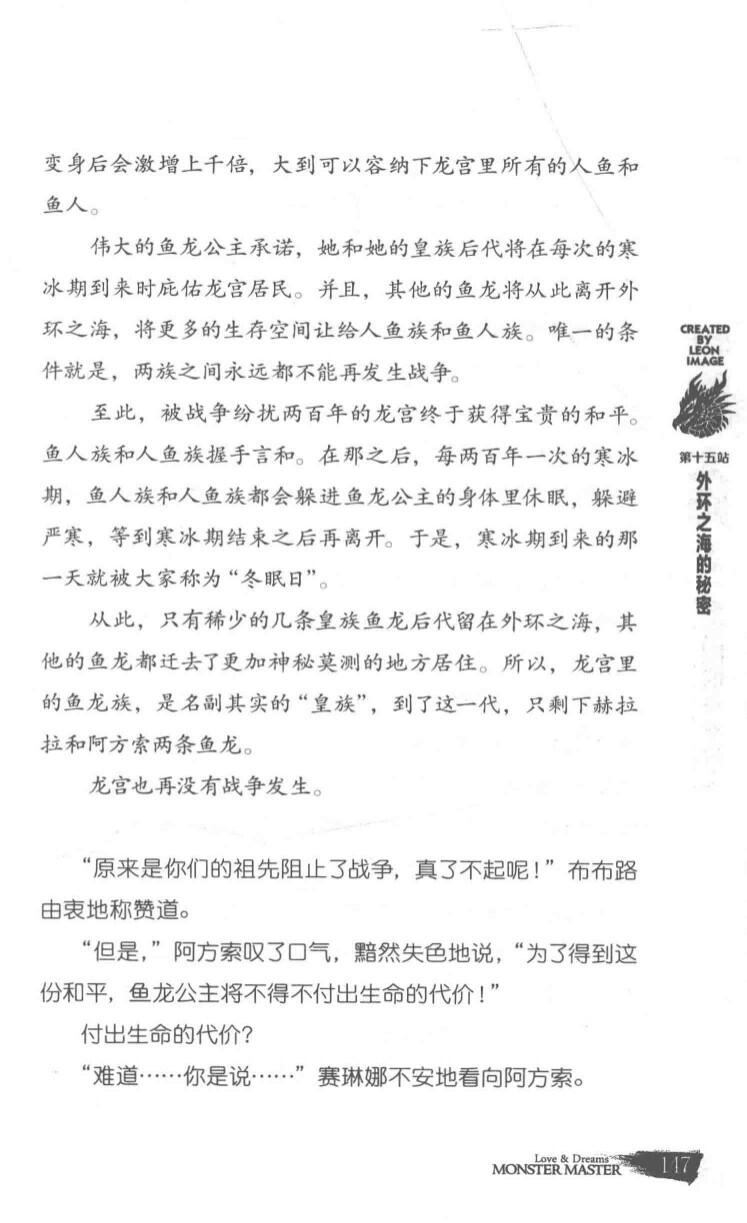 变身后会激增上千倍，大到可以容纳下龙宫里所有的人鱼和
鱼人。
伟大的鱼龙公主承诺，她和她的皇族后代将在每次的寒
冰期到来时庇佑龙宫居民。并且，其他的鱼龙将从此离开外
环之海，将更多的生存空间让给人鱼族和鱼人族。唯一的条
件就是，两族之间永远都不能再发生战争。
至此，被战争纷扰两百年的龙宫终于获得宝贵的和平。
鱼人族和人鱼族握手言和。在那之后，每两百年一次的寒冰
期，鱼人族和人鱼族都会躲进鱼龙公主的身体里休眠，躲避
严寒，等到寒冰期结束之后再离开。于是，寒冰期到来的那
一天就被大家称为“冬眠日”。
从此，只有稀少的几条皇族鱼龙后代留在外环之海，其
他的鱼龙都迁去了更加神秘莫测的地方居住。所以，龙宫里
的鱼龙族，是名副其实的“皇族”，到了这一代，只剩下赫拉
拉和阿方索两条鱼龙。
龙宫也再没有战争发生。
“原来是你们的祖先阻止了战争，真了不起呢！”布布路
由衷地称赞道。
“但是，”阿方索叹了口气，黯然失色地说，“为了得到这
份和平，鱼龙公主将不得不付出生命的代价！”
付出生命的代价？
“难道……你是说……”赛琳娜不安地看向阿方索。
CREATED
BY
LEON
IMAGE
第十五站
外环之海的秘密
Love & Dreams
MONSTER MASTER
147